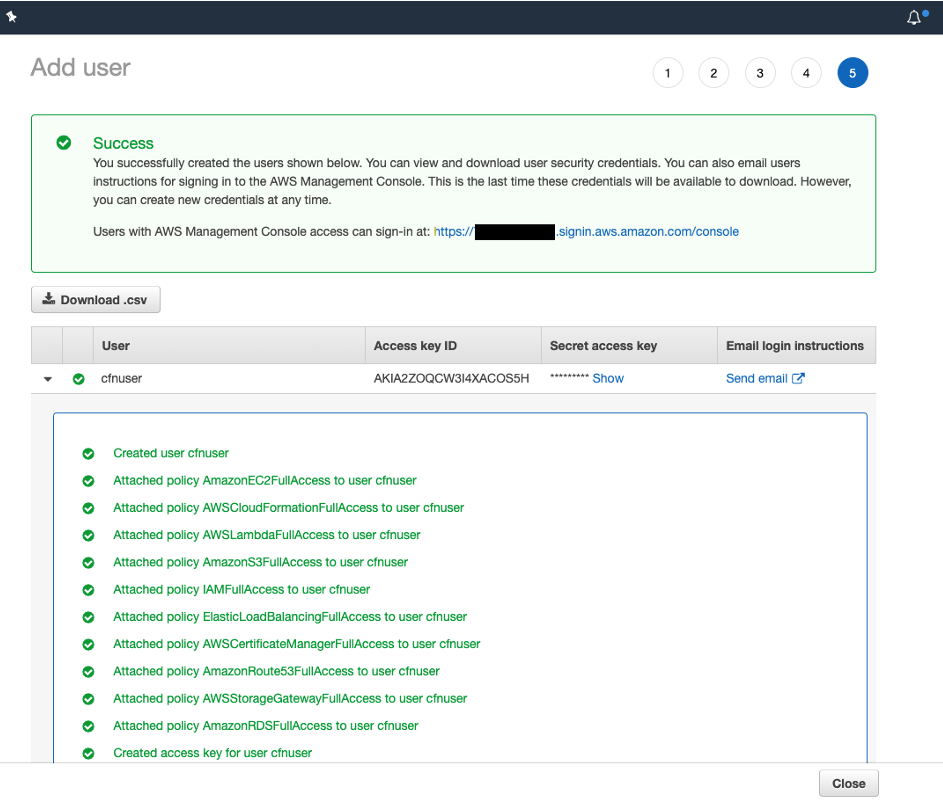 Add user
1 2 3 4 5
Success
You successfully created the users shown below. You can view and download user security credentials. You can also email users
instructions for signing in to the AWS Management Console. This is the last time these credentials will be available to download. However,
you can create new credentials at any time.
Users with AWS Management Console access can sign-in at: https:// .signin.aws.amazon.com/console
Download .csv
User Access key ID Secret access key Email login instructions
cfnuser AKIA2ZOQCW3I4XACOS5H ********* Show Send email
Created user cfnuser
Attached policy AmazonEC2FullAccess to user cfnuser
Attached policy AWSCloudFormationFullAccess to user cfnuser
Attached policy AWSLambdaFullAccess to user cfnuser
Attached policy AmazonS3FullAccess to user cfnuser
Attached policy IAMFullAccess to user cfnuser
Attached policy ElasticLoadBalancingFullAccess to user cfnuser
Attached policy AWSCertificateManagerFullAccess to user cfnuser
Attached policy AmazonRoute53FullAccess to user cfnuser
Attached policy AWSStorageGatewayFullAccess to user cfnuser
Attached policy AmazonRDSFullAccess to user cfnuser
Created access key for user cfnuser
Close